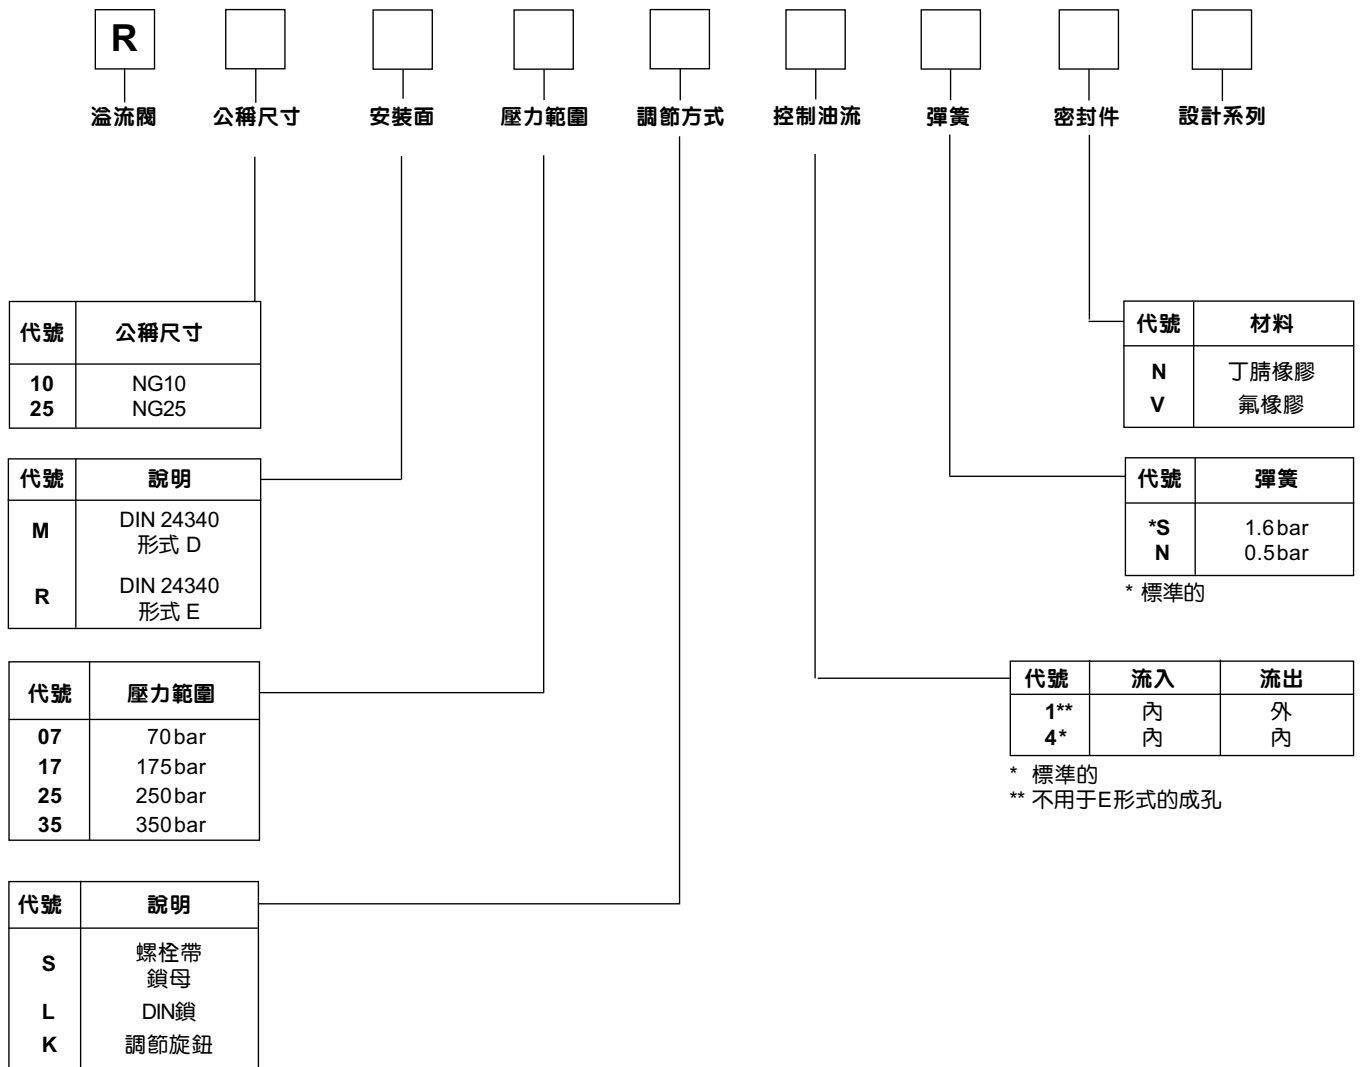 R
溢流閥 公稱尺寸 安裝面 壓力範圍 調節方式 控制油流 彈簧 密封件 設計系列
代號 公稱尺寸
10 NG10
25 NG25
代號 說明
M DIN 24340
形式 D
R DIN 24340
形式 E
代號 壓力範圍
07 70bar
17 175bar
25 250bar
35 350bar
代號 說明
S 螺栓帶
鎖母
L DIN鎖
K 調節旋鈕
代號 材料
N 丁腈橡膠
V 氟橡膠
代號 彈簧
*S 1.6bar
N 0.5bar
* 標準的
代號 流入 流出
1** 內 外
4* 內 內
* 標準的
** 不用于E形式的成孔